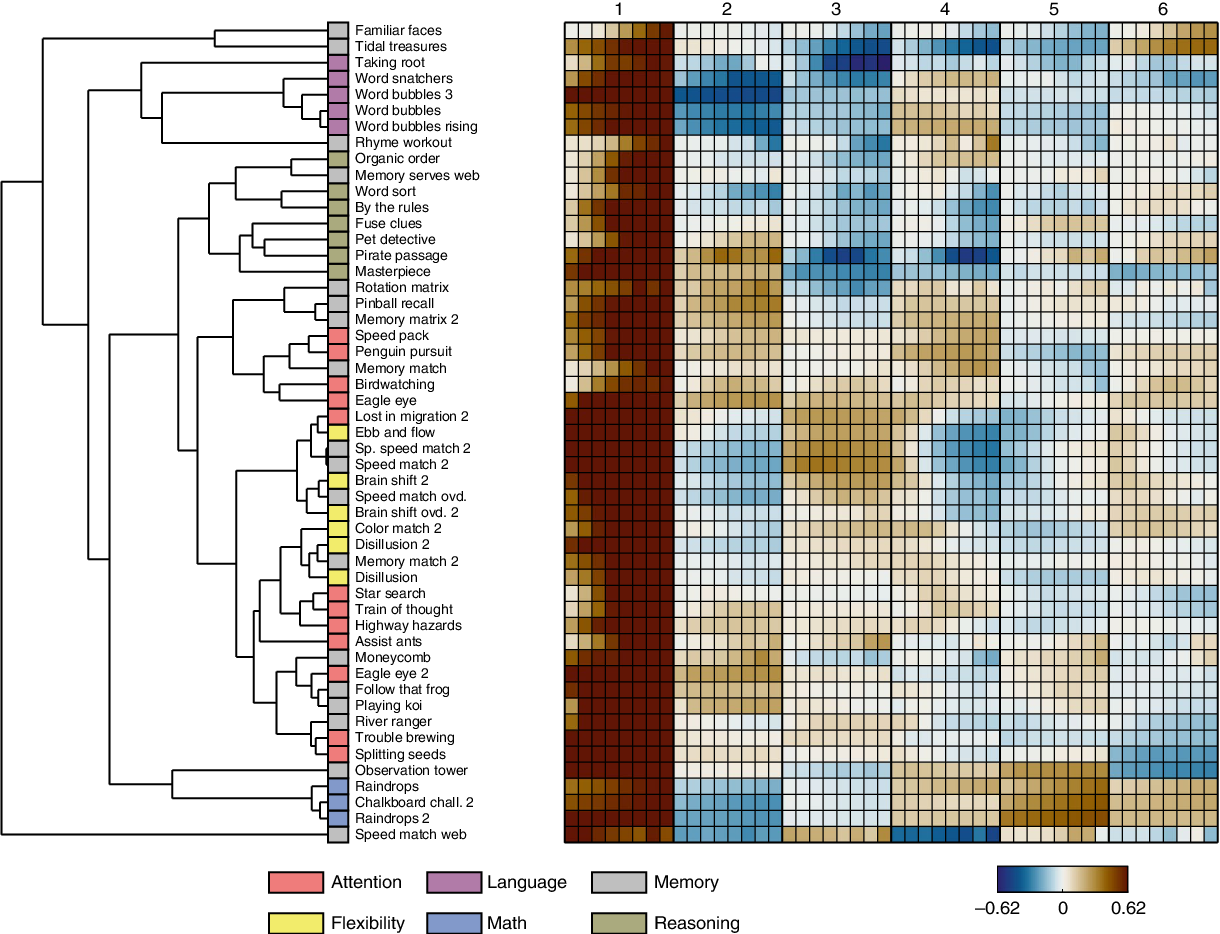 1 2 3 4 5 6
Familiar faces
Tidal treasures
Taking root
Word snatchers
Word bubbles 3
Word bubbles
Word bubbles rising
Rhyme workout
Organic order
Memory serves web
Word sort
By the rules
Fuse clues
Pet detective
Pirate passage
Masterpiece
Rotation matrix
Pinball recall
Memory matrix 2
Speed pack
Penguin pursuit
Memory match
Birdwatching
Eagle eye
Lost in migration 2
Ebb and flow
Sp. speed match 2
Speed match 2
Brain shift 2
Speed match ovd.
Brain shift ovd. 2
Color match 2
Disillusion 2
Memory match 2
Disillusion
Star search
Train of thought
Highway hazards
Assist ants
Moneycomb
Eagle eye 2
Follow that frog
Playing koi
River ranger
Trouble brewing
Splitting seeds
Observation tower
Raindrops
Chalkboard chall. 2
Raindrops 2
Speed match web
Attention Language Memory
Flexibility Math Reasoning
−0.62 0 0.62